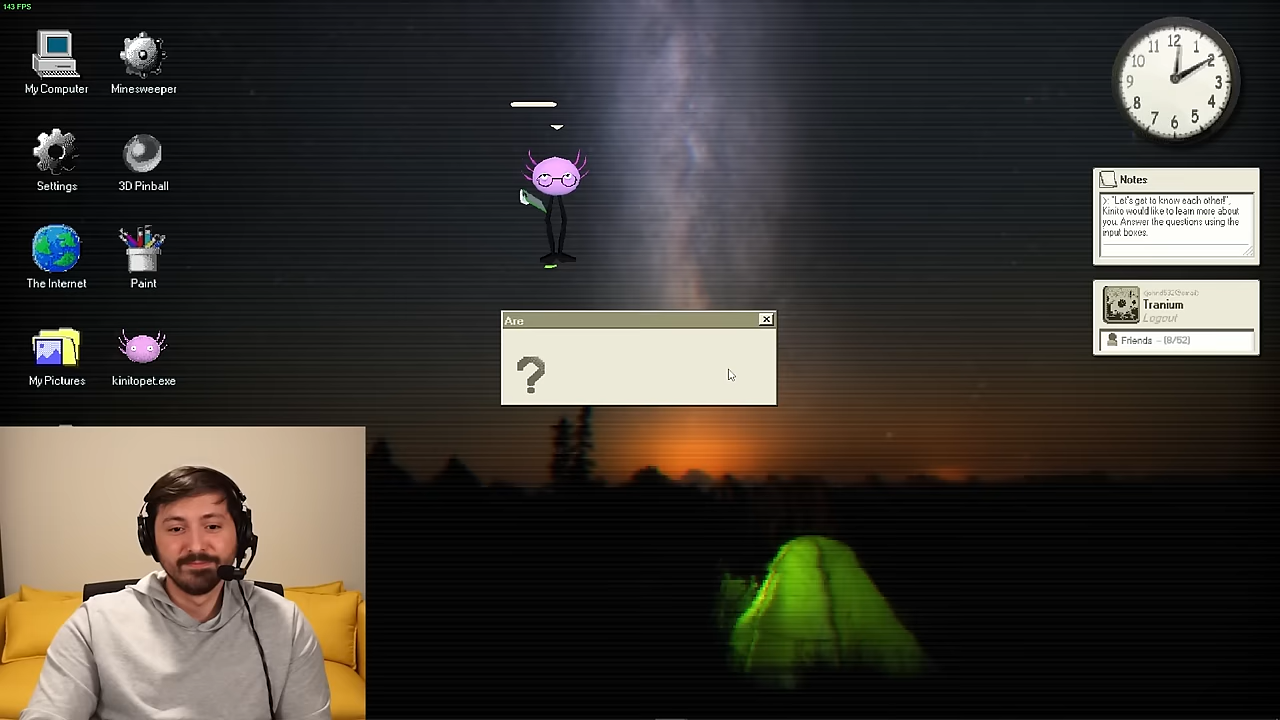 143 FPS
My Computer
Minesweeper
Settings
3D Pinball
The Internet
Paint
My Pictures
kinitopet.exe
Are
12
1
2
3
4
5
6
7
8
9
10
11
Notes
>: "Let's get to know each other!",
Kinito would like to learn more about
you. Answer the questions using the
input boxes.
Tranium
Logout
Friends - (8/52)